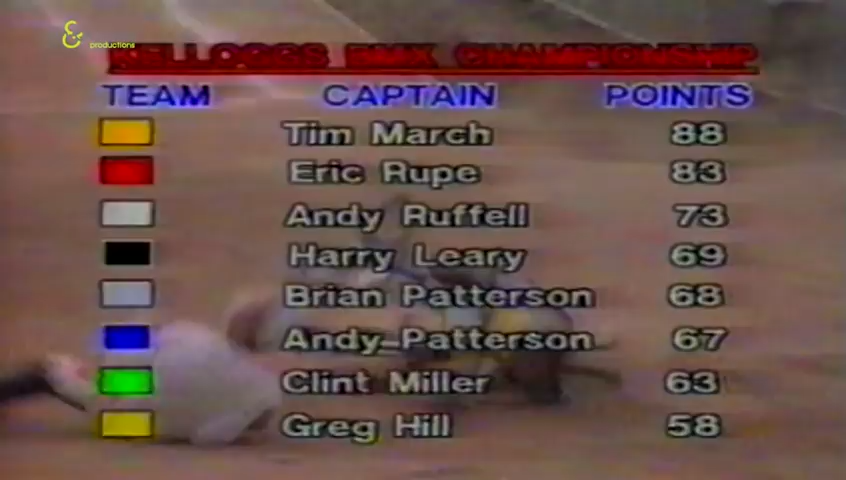 & productions
KELLOGGS BMX CHAMPIONSHIP
TEAM CAPTAIN POINTS
Tim March 88
Eric Rupe 83
Andy Ruffell 73
Harry Leary 69
Brian Patterson 68
Andy Patterson 67
Clint Miller 63
Greg Hill 58